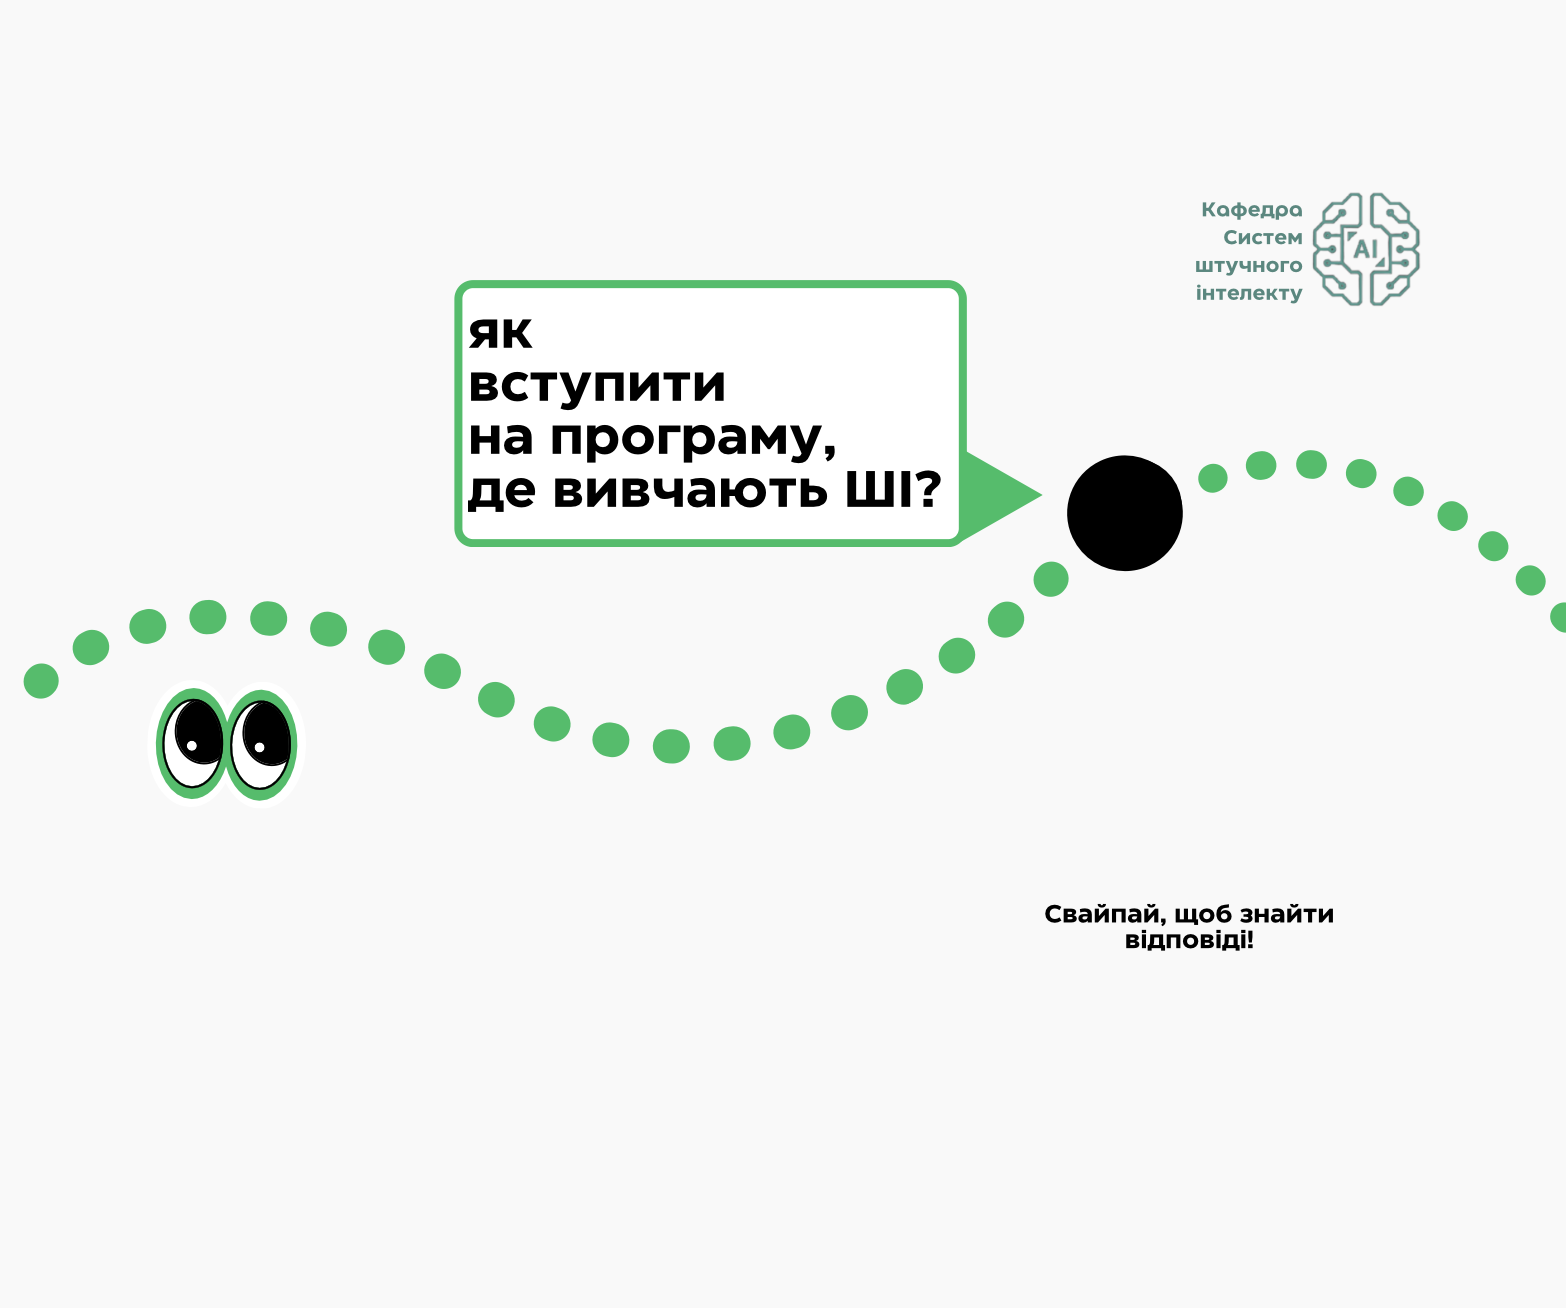 Кафедра
Систем
штучного
інтелекту
AI
як
вступити
на програму,
де вивчають ШІ?
Свайпай, щоб знайти
відповіді!